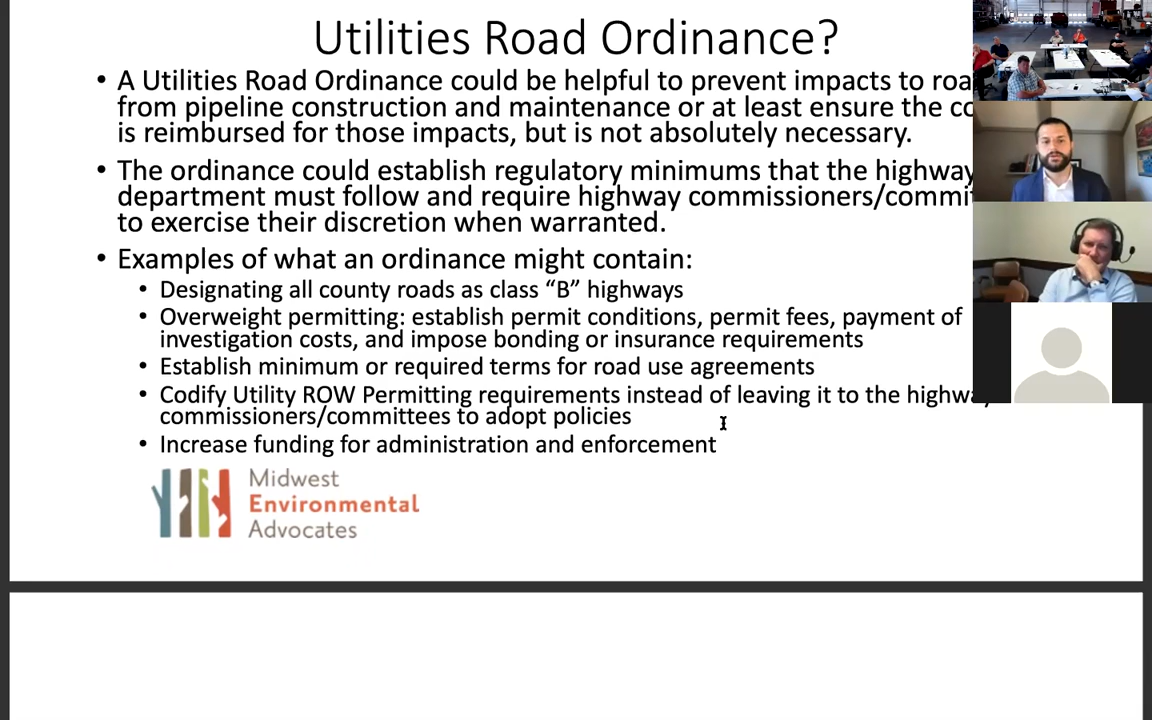 Utilities Road Ordinance?
• A Utilities Road Ordinance could be helpful to prevent impacts to
from pipeline construction and maintenance or at least ensure the
is reimbursed for those impacts, but is not absolutely necessary.
• The ordinance could establish regulatory minimums that the highway
department must follow and require highway commissioners/
to exercise their discretion when warranted.
• Examples of what an ordinance might contain:
• Designating all county roads as class “B” highways
• Overweight permitting: establish permit conditions, permit fees, payment of
investigation costs, and impose bonding or insurance requirements
• Establish minimum or required terms for road use agreements
• Codify Utility ROW Permitting requirements instead of leaving it to the highway
commissioners/committees to adopt policies
• Increase funding for administration and enforcement
Midwest
Environmental
Advocates